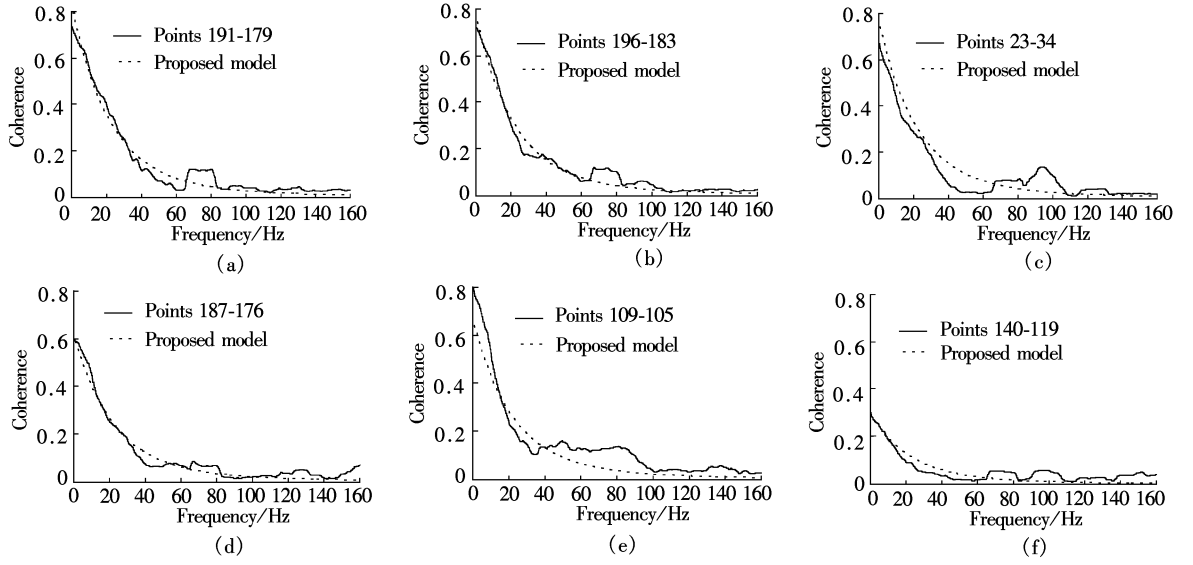 0.8
0.6
0.4
0.2
0
Coherence
Points 191-179
Proposed model
0 20 40 60 80 100 120 140 160
Frequency/Hz
(a)
0.8
0.6
0.4
0.2
0
Coherence
Points 196-183
Proposed model
0 20 40 60 80 100 120 140 160
Frequency/Hz
(b)
0.8
0.6
0.4
0.2
0
Coherence
Points 23-34
Proposed model
0 20 40 60 80 100 120 140 160
Frequency/Hz
(c)
0.8
0.6
0.4
0.2
0
Coherence
Points 187-176
Proposed model
0 20 40 60 80 100 120 140 160
Frequency/Hz
(d)
0.8
0.6
0.4
0.2
0
Coherence
Points 109-105
Proposed model
0 20 40 60 80 100 120 140 160
Frequency/Hz
(e)
0.8
0.6
0.4
0.2
0
Coherence
Points 140-119
Proposed model
0 20 40 60 80 100 120 140 160
Frequency/Hz
(f)